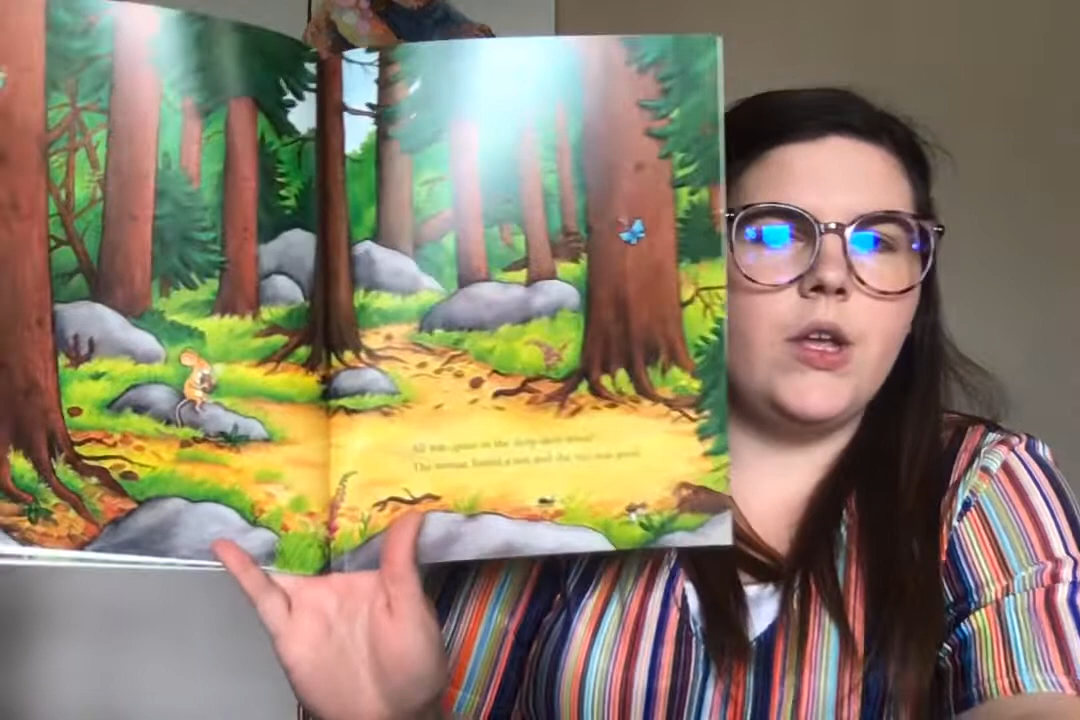 All was quiet in the deep dark wood.
The mouse found a nut and the nut was good.